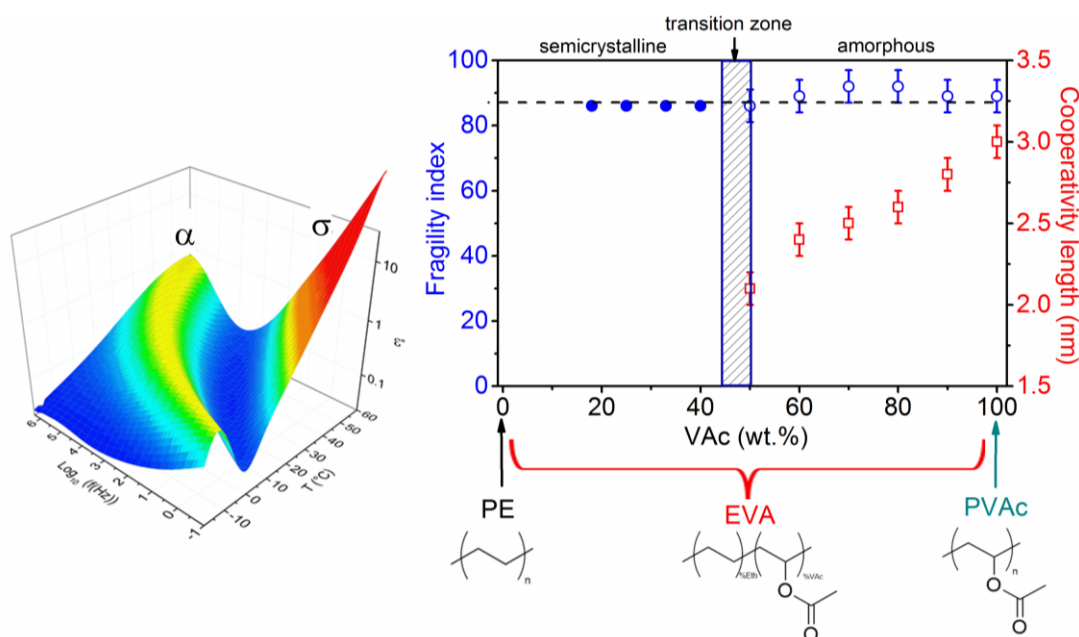 transition zone
semicrystalline
amorphous
100
80
60
40
20
0
Fragility index
3.5
3.0
2.5
2.0
1.5
Cooperativity length (nm)
0 20 40 60 80 100
VAc (wt.%)
α
σ
10
1
0.1
ε"
6 5 4 3 2 1 0 -1
Log₁₀ (f(Hz))
-10 0 10 20 30 40 50 60
T (°C)
PE
EVA
PVAc
n
%Eth
%VAc
O
O
n
O
O